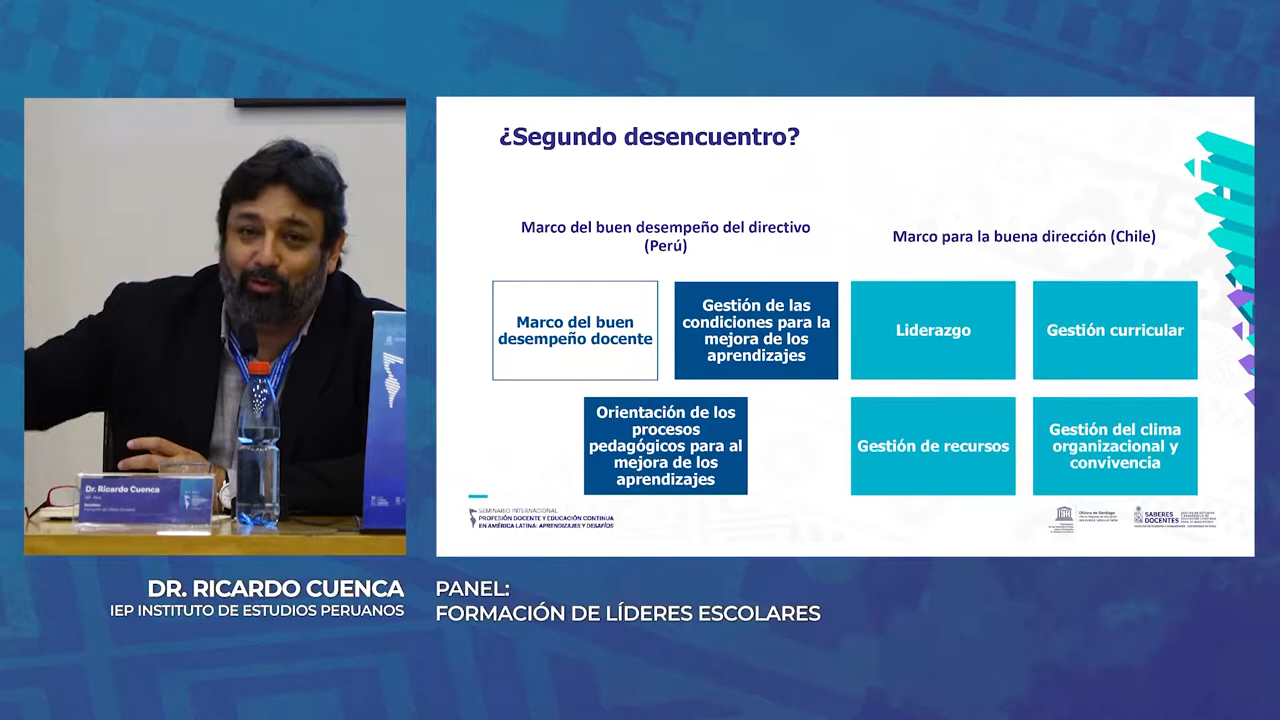 ¿Segundo desencuentro?
Marco del buen desempeño del directivo
(Perú)
Marco para la buena dirección (Chile)
Marco del buen
desempeño docente
Gestión de las
condiciones para la
mejora de los
aprendizajes
Liderazgo
Gestión curricular
Orientación de los
procesos
pedagógicos para al
mejora de los
aprendizajes
Gestión de recursos
Gestión del clima
organizacional y
convivencia
SEMINARIO INTERNACIONAL
PROFESIÓN DOCENTE Y EDUCACIÓN CONTINUA
EN AMÉRICA LATINA: APRENDIZAJES Y DESAFÍOS
Oficina de Santiago
SABERES
DOCENTES
Dr. Ricardo Cuenca
DR. RICARDO CUENCA
IEP INSTITUTO DE ESTUDIOS PERUANOS
PANEL:
FORMACIÓN DE LÍDERES ESCOLARES